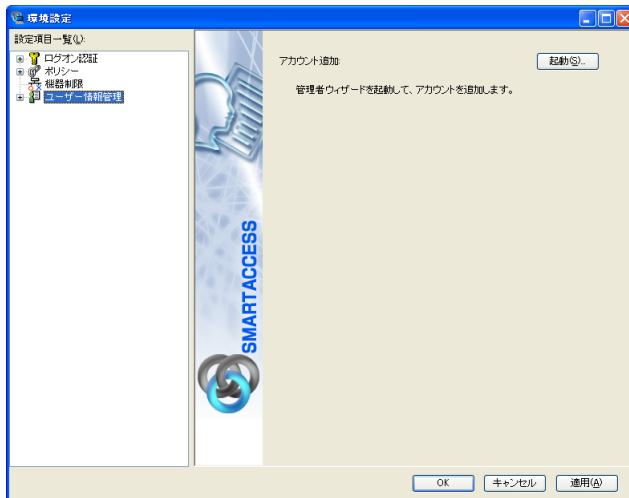 環境設定
設定項目一覧(L):
ログオン認証
ポリシー
機器制限
ユーザー情報管理
SMARTACCESS
アカウント追加:
起動(S)...
管理者ウィザードを起動して、アカウントを追加します。
OK
キャンセル
適用(A)